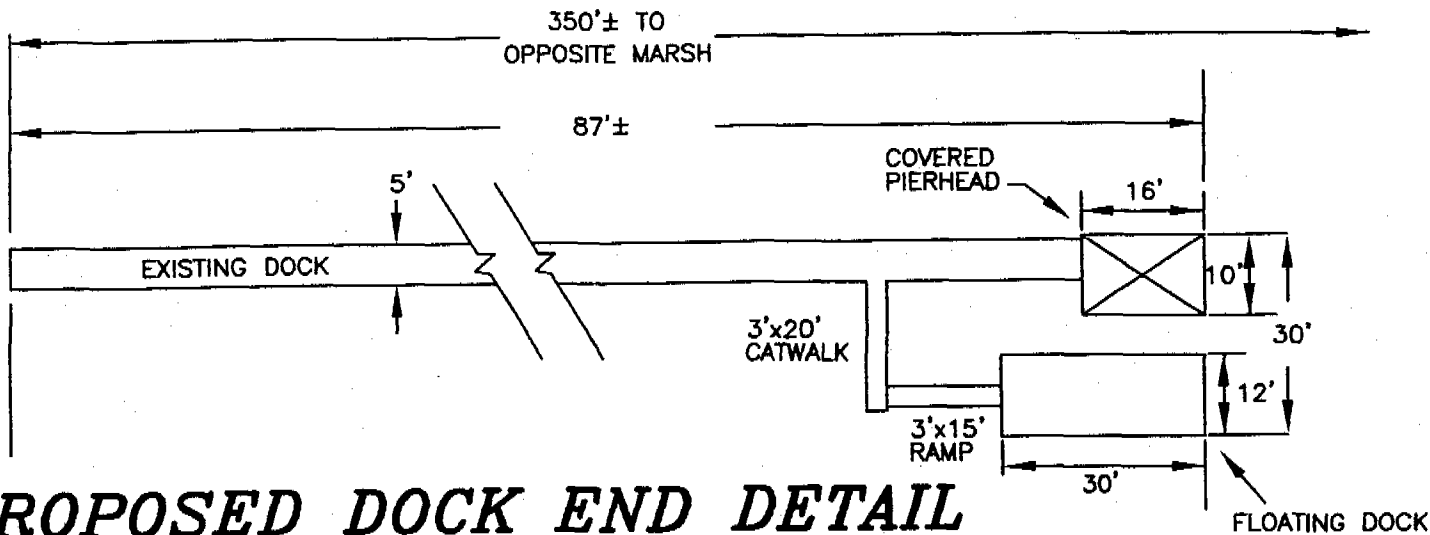 350'± TO
OPPOSITE MARSH
87'±
COVERED
PIERHEAD
16'
5'
EXISTING DOCK
10'
30'
3'x20'
CATWALK
12'
3'x15'
RAMP
30'
ROPOSED DOCK END DETAIL
FLOATING DOCK